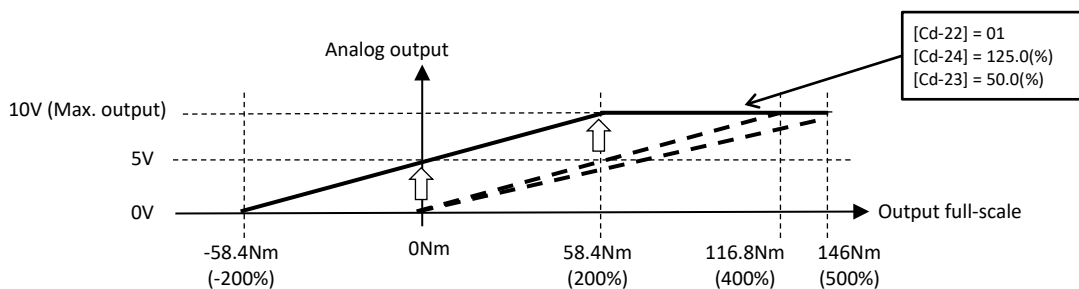 [Cd-22] = 01
[Cd-24] = 125.0(%)
[Cd-23] = 50.0(%)
Analog output
10V (Max. output)
5V
0V
Output full-scale
-58.4Nm
(-200%)
0Nm
58.4Nm
(200%)
116.8Nm
(400%)
146Nm
(500%)